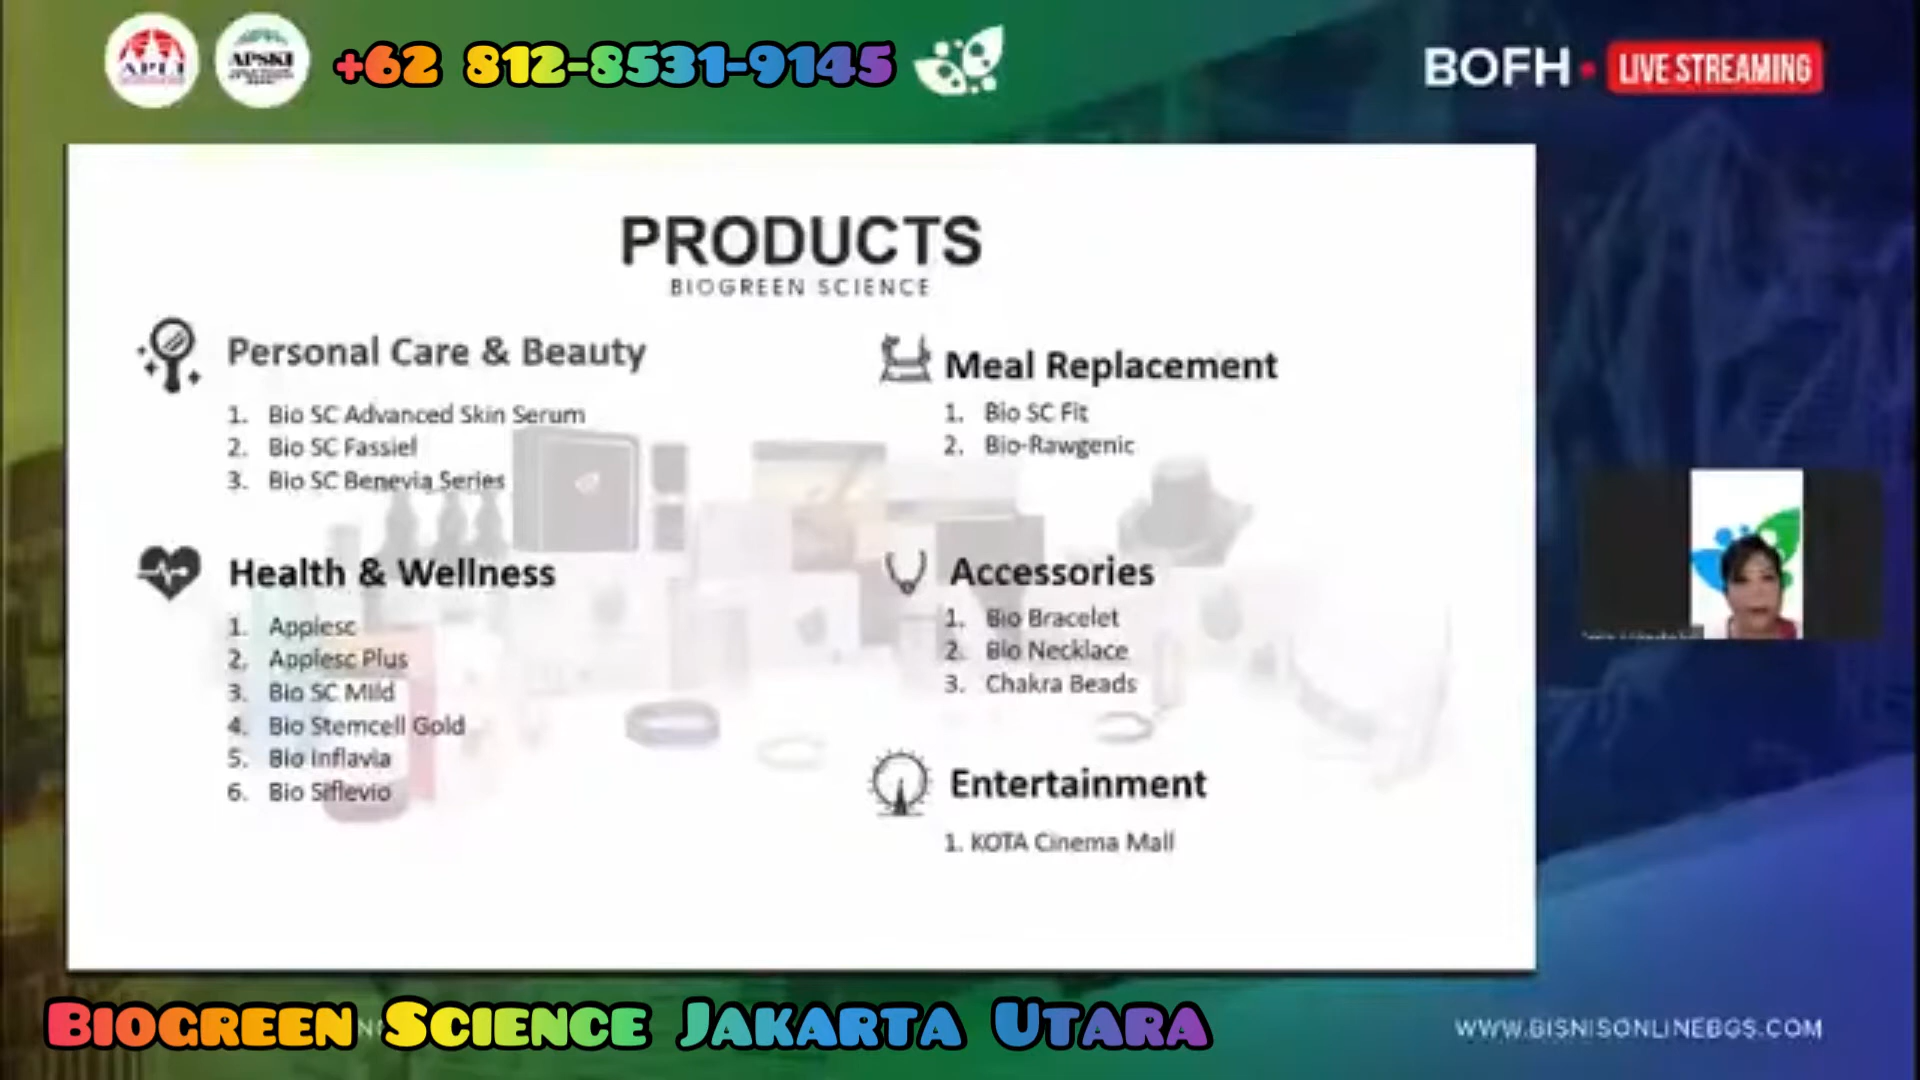 APLI
APSKI
+62 812-8531-9145
BOFH • LIVE STREAMING
PRODUCTS
BIOGREEN SCIENCE
Personal Care & Beauty
1. Bio SC Advanced Skin Serum
2. Bio SC Fassiel
3. Bio SC Benevia Series
Health & Wellness
1. Applesc
2. Applesc Plus
3. Bio SC Mild
4. Bio Stemcell Gold
5. Bio Inflavia
6. Bio Siflevio
Meal Replacement
1. Bio SC Fit
2. Bio-Rawgenic
Accessories
1. Bio Bracelet
2. Bio Necklace
3. Chakra Beads
Entertainment
1. KOTA Cinema Mall
Biogreen Science Jakarta Utara
WWW.BISNISONLINEBGS.COM